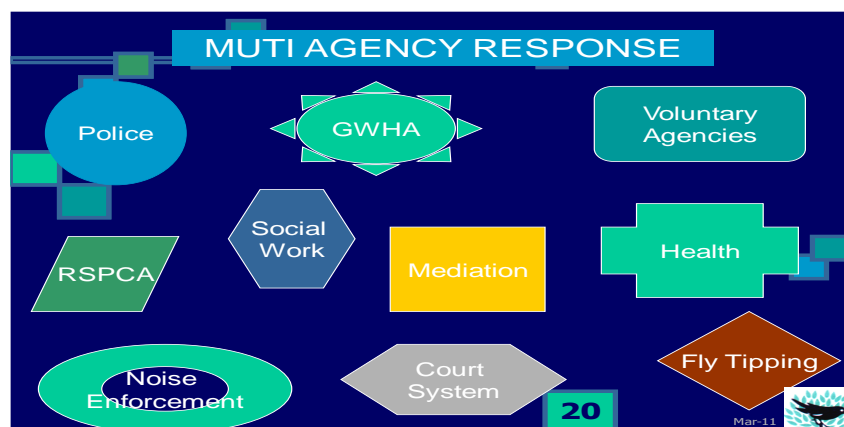 MUTI AGENCY RESPONSE
Police
GWHA
Voluntary
Agencies
Social
Work
RSPCA
Mediation
Health
Noise
Enforcement
Court
System
Fly Tipping
20
Mar-11